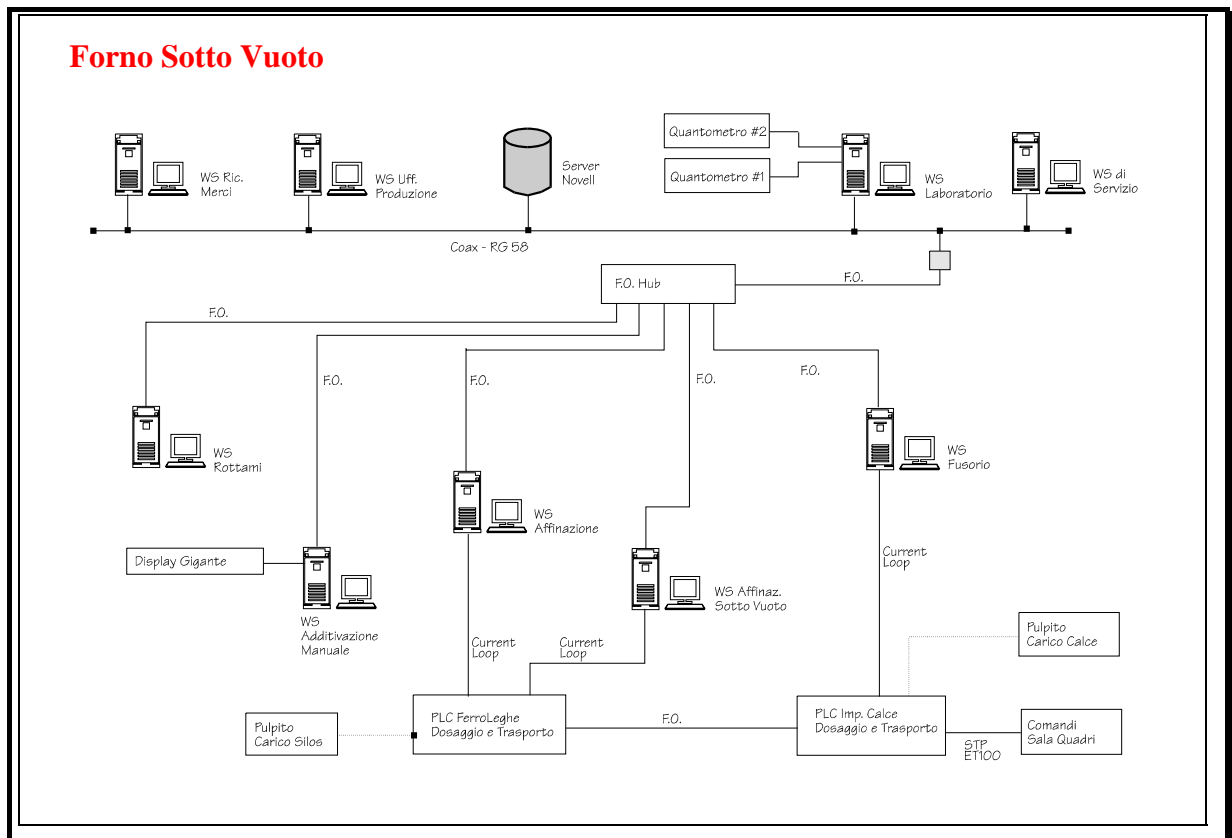 Forno Sotto Vuoto
Quantometro #2
Quantometro #1
WS Ric.
Merci
WS Uff.
Produzione
Server
Novell
WS
Laboratorio
WS di
Servizio
Coax - RG 58
F.O. Hub
F.O.
F.O.
F.O.
F.O.
F.O.
F.O.
WS
Rottami
WS
Fusorio
WS
Affinazione
Display Gigante
Current
Loop
WS Affinaz.
Sotto Vuoto
WS
Additivazione
Manuale
Current
Loop
Current
Loop
Pulpito
Carico Calce
Pulpito
Carico Silos
PLC FerroLeghe
Dosaggio e Trasporto
F.O.
PLC Imp. Calce
Dosaggio e Trasporto
STP
ET100
Comandi
Sala Quadri